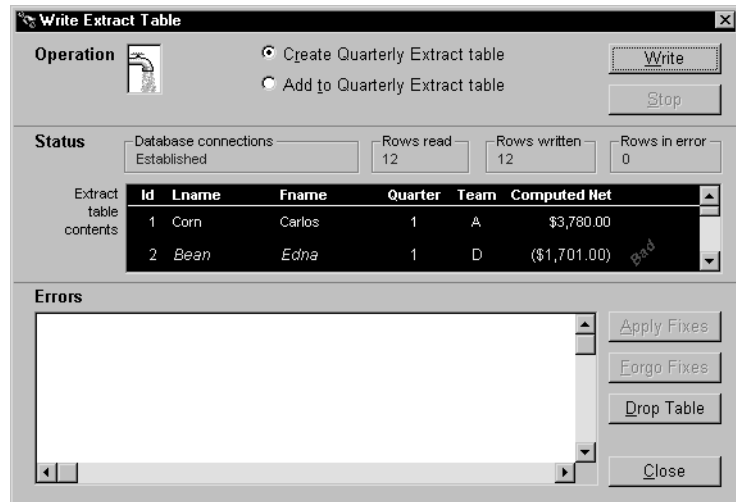 Write Extract Table
Operation
Create Quarterly Extract table
Add to Quarterly Extract table
Write
Stop
Status
Database connections
Established
Rows read
12
Rows written
12
Rows in error
0
Extract
table
contents
Id Lname Fname Quarter Team Computed Net
1 Corn Carlos 1 A $3,780.00
2 Bean Edna 1 D ($1,701.00) Bad
Errors
Apply Fixes
Forgo Fixes
Drop Table
Close